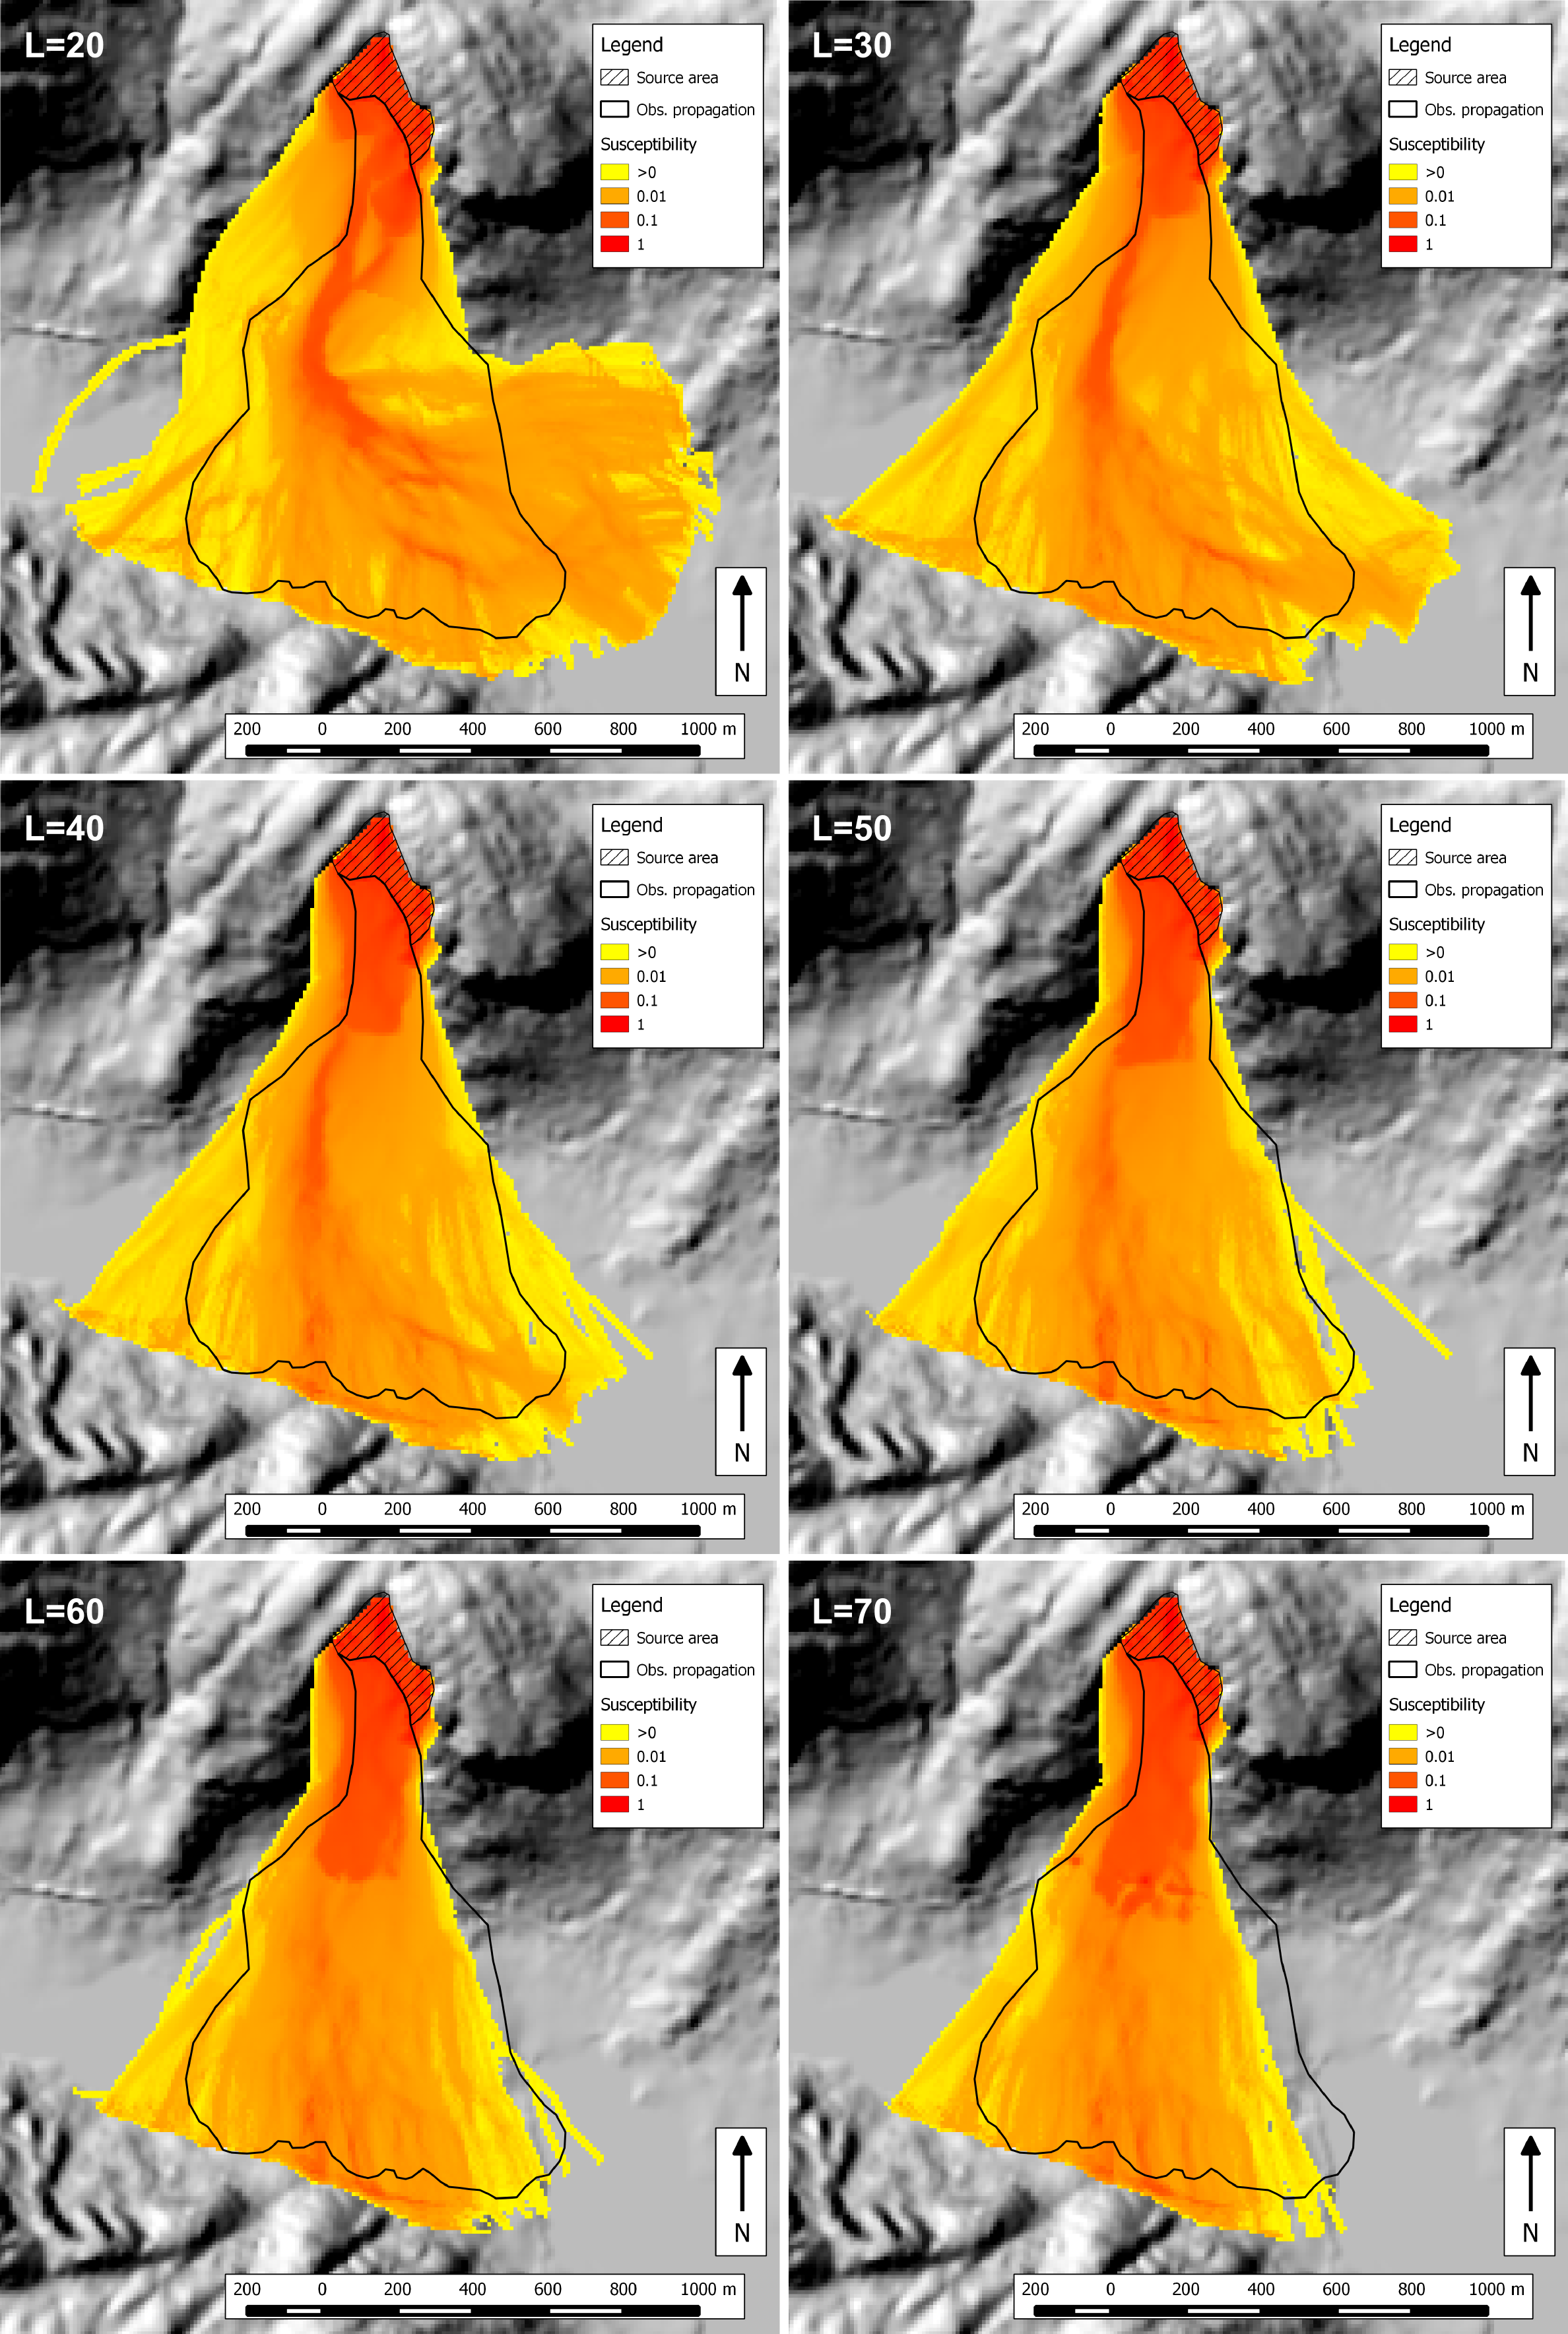 L=20
Legend
Source area
Obs. propagation
Susceptibility
>0
0.01
0.1
1
N
200 0 200 400 600 800 1000 m
L=30
Legend
Source area
Obs. propagation
Susceptibility
>0
0.01
0.1
1
N
200 0 200 400 600 800 1000 m
L=40
Legend
Source area
Obs. propagation
Susceptibility
>0
0.01
0.1
1
N
200 0 200 400 600 800 1000 m
L=50
Legend
Source area
Obs. propagation
Susceptibility
>0
0.01
0.1
1
N
200 0 200 400 600 800 1000 m
L=60
Legend
Source area
Obs. propagation
Susceptibility
>0
0.01
0.1
1
N
200 0 200 400 600 800 1000 m
L=70
Legend
Source area
Obs. propagation
Susceptibility
>0
0.01
0.1
1
N
200 0 200 400 600 800 1000 m